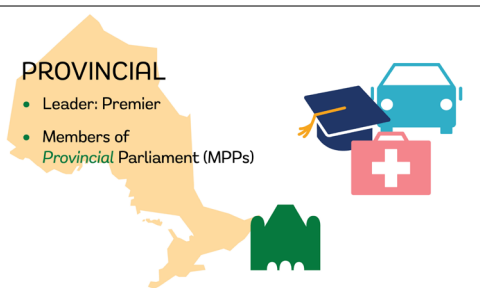 PROVINCIAL
• Leader: Premier
• Members of
Provincial Parliament (MPPs)